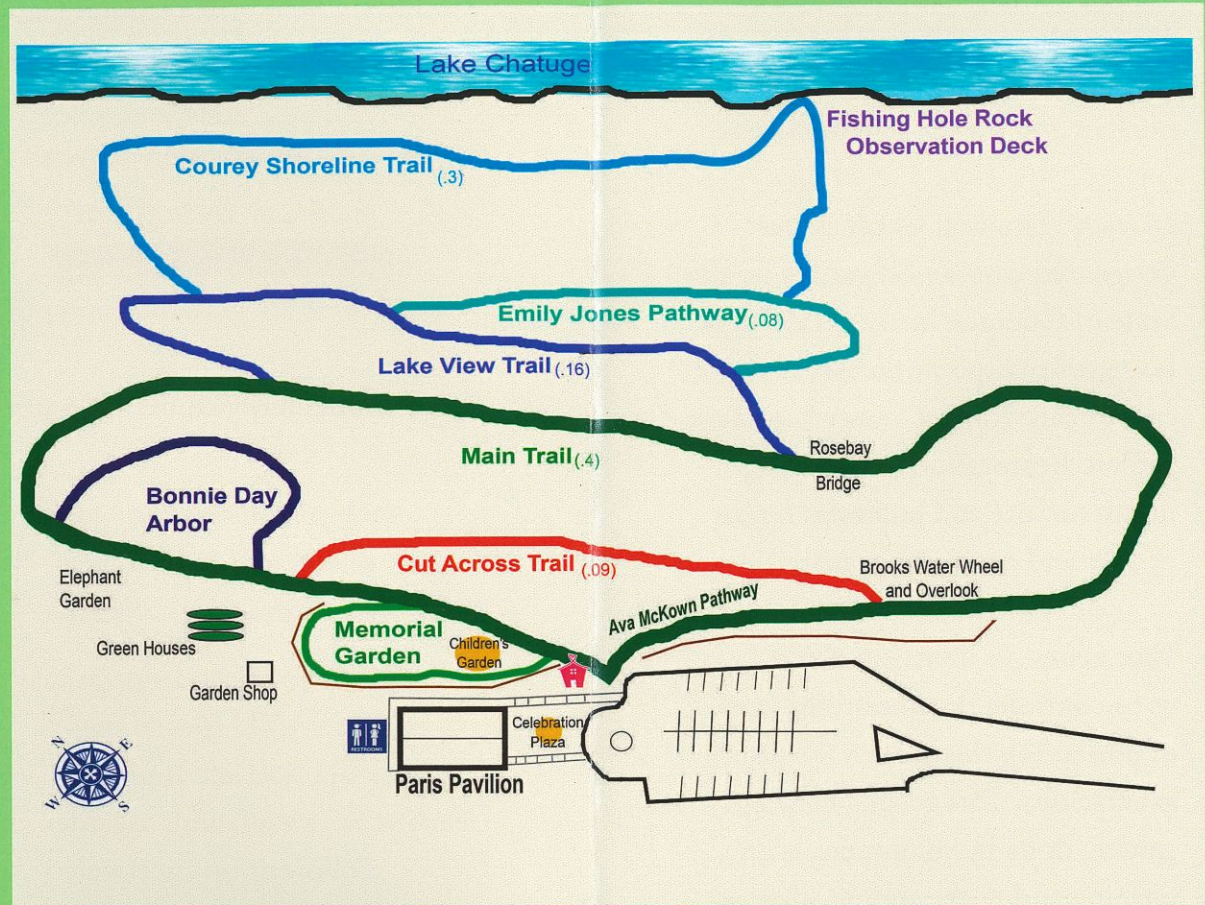 Lake Chatuge
Fishing Hole Rock
Observation Deck
Courey Shoreline Trail (.3)
Emily Jones Pathway (.08)
Lake View Trail (.16)
Main Trail (.4)
Rosebay
Bridge
Bonnie Day
Arbor
Cut Across Trail (.09)
Brooks Water Wheel
and Overlook
Elephant
Garden
Ava McKown Pathway
Green Houses
Memorial
Garden
Children's
Garden
Garden Shop
Celebration
Plaza
RESTROOMS
Paris Pavilion
N
E
W
S